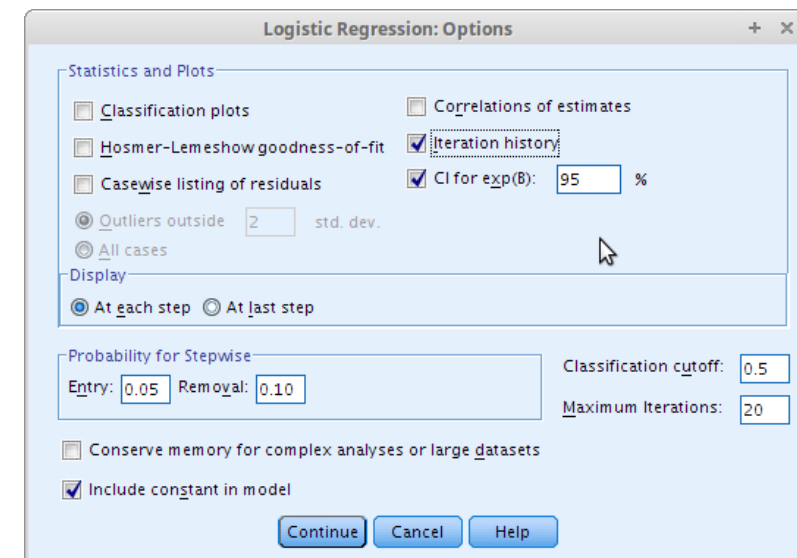 Logistic Regression: Options
Statistics and Plots
Classification plots
Correlations of estimates
Hosmer-Lemeshow goodness-of-fit
Iteration history
Casewise listing of residuals
CI for exp(B): 95 %
Outliers outside 2 std. dev.
All cases
Display
At each step At last step
Probability for Stepwise
Entry: 0.05 Removal: 0.10
Classification cutoff: 0.5
Maximum Iterations: 20
Conserve memory for complex analyses or large datasets
Include constant in model
Continue Cancel Help